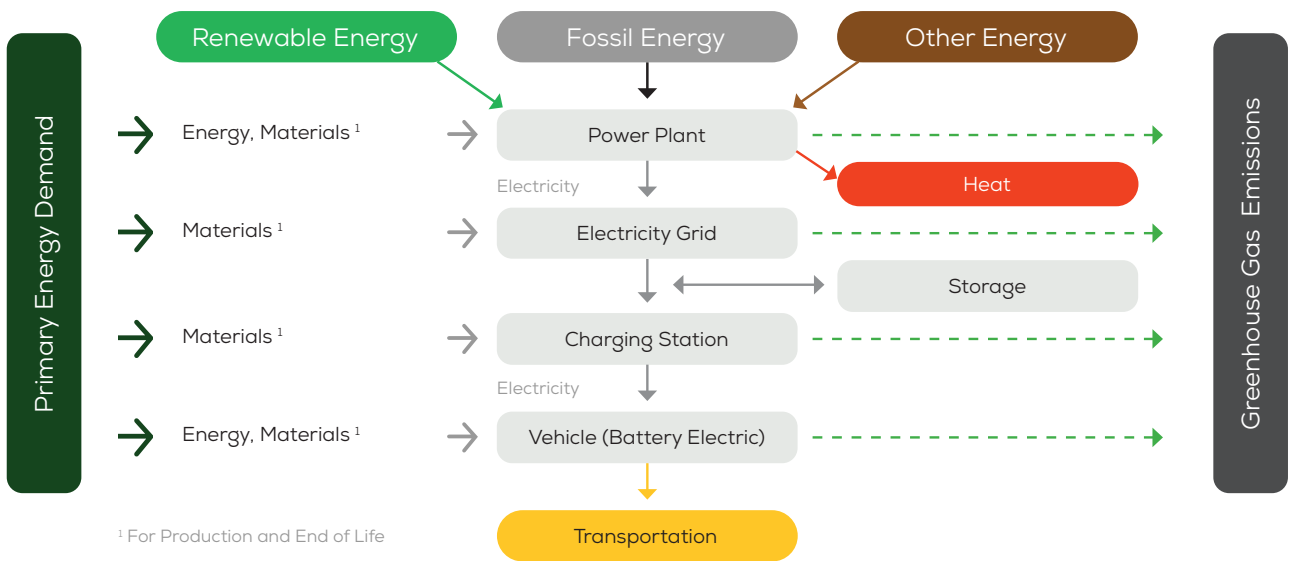 Renewable Energy
Fossil Energy
Other Energy
Primary Energy Demand
Greenhouse Gas Emissions
Energy, Materials ¹
Power Plant
Electricity
Heat
Materials ¹
Electricity Grid
Storage
Materials ¹
Charging Station
Electricity
Energy, Materials ¹
Vehicle (Battery Electric)
¹ For Production and End of Life
Transportation